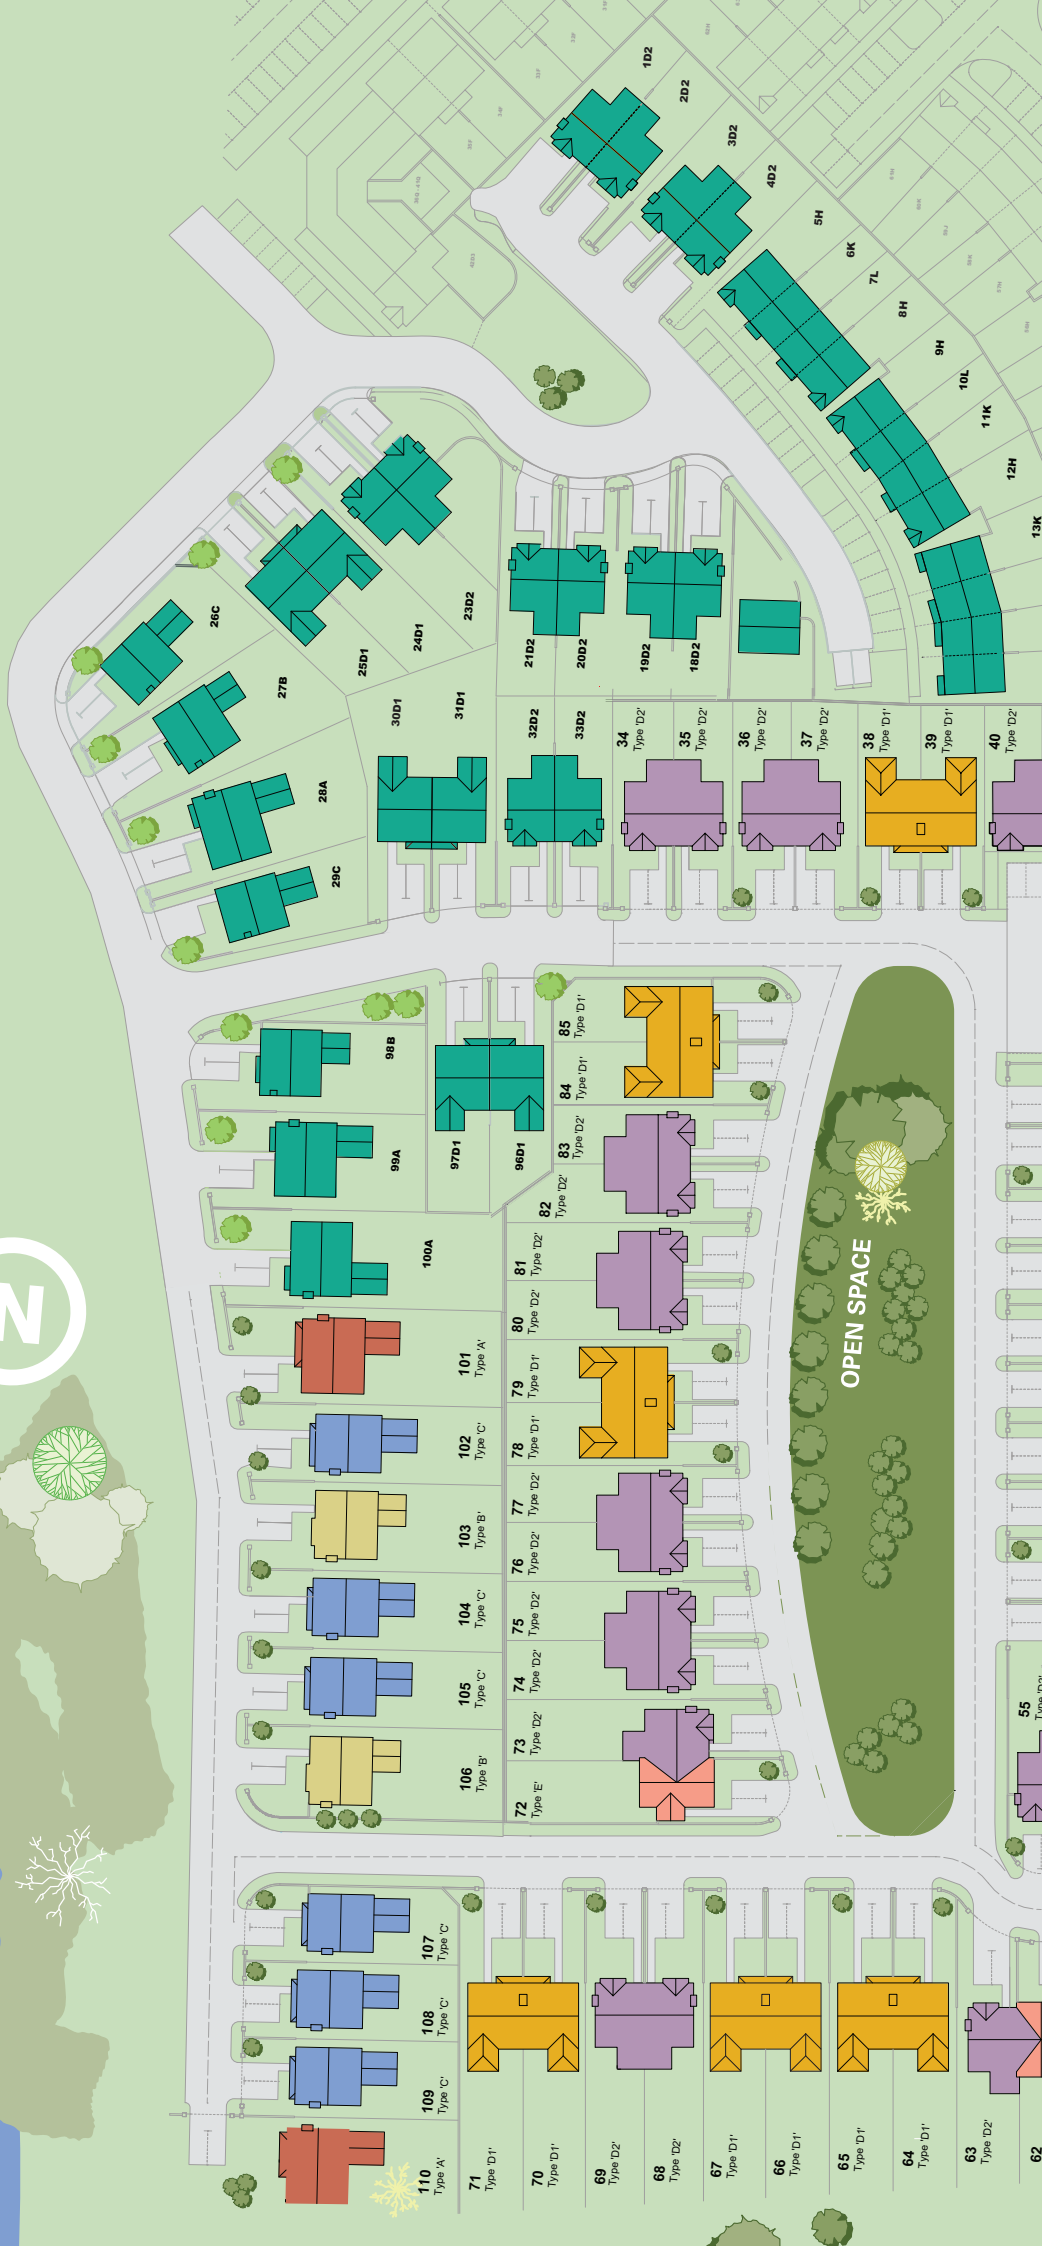 1D2
2D2
3D2
4D2
5H
6K
7L
8H
9H
10L
11K
12H
13K
26C
27B
28A
29C
25D1
24D1
23D2
21D2
20D2
19D2
18D2
30D1
31D1
32D2
33D2
34
Type 'D2'
35
Type 'D2'
36
Type 'D2'
37
Type 'D2'
38
Type 'D1'
39
Type 'D1'
40
98B
99A
100A
97D1
96D1
85
Type 'D1'
84
Type 'D1'
83
Type 'D2'
82
Type 'D2'
81
Type 'D2'
80
Type 'D2'
79
Type 'D1'
78
Type 'D1'
77
Type 'D2'
76
Type 'D2'
75
Type 'D2'
74
Type 'D2'
73
Type 'D2'
72
Type 'E'
OPEN SPACE
N
101
Type 'A'
102
Type 'C'
103
Type 'B'
104
Type 'C'
105
Type 'C'
106
Type 'B'
107
Type 'C'
108
Type 'C'
109
Type 'C'
110
Type 'A'
71
Type 'D1'
70
Type 'D1'
69
Type 'D2'
68
Type 'D2'
67
Type 'D1'
66
Type 'D1'
65
Type 'D1'
64
Type 'D1'
63
Type 'D2'
62
55
Type 'D2'